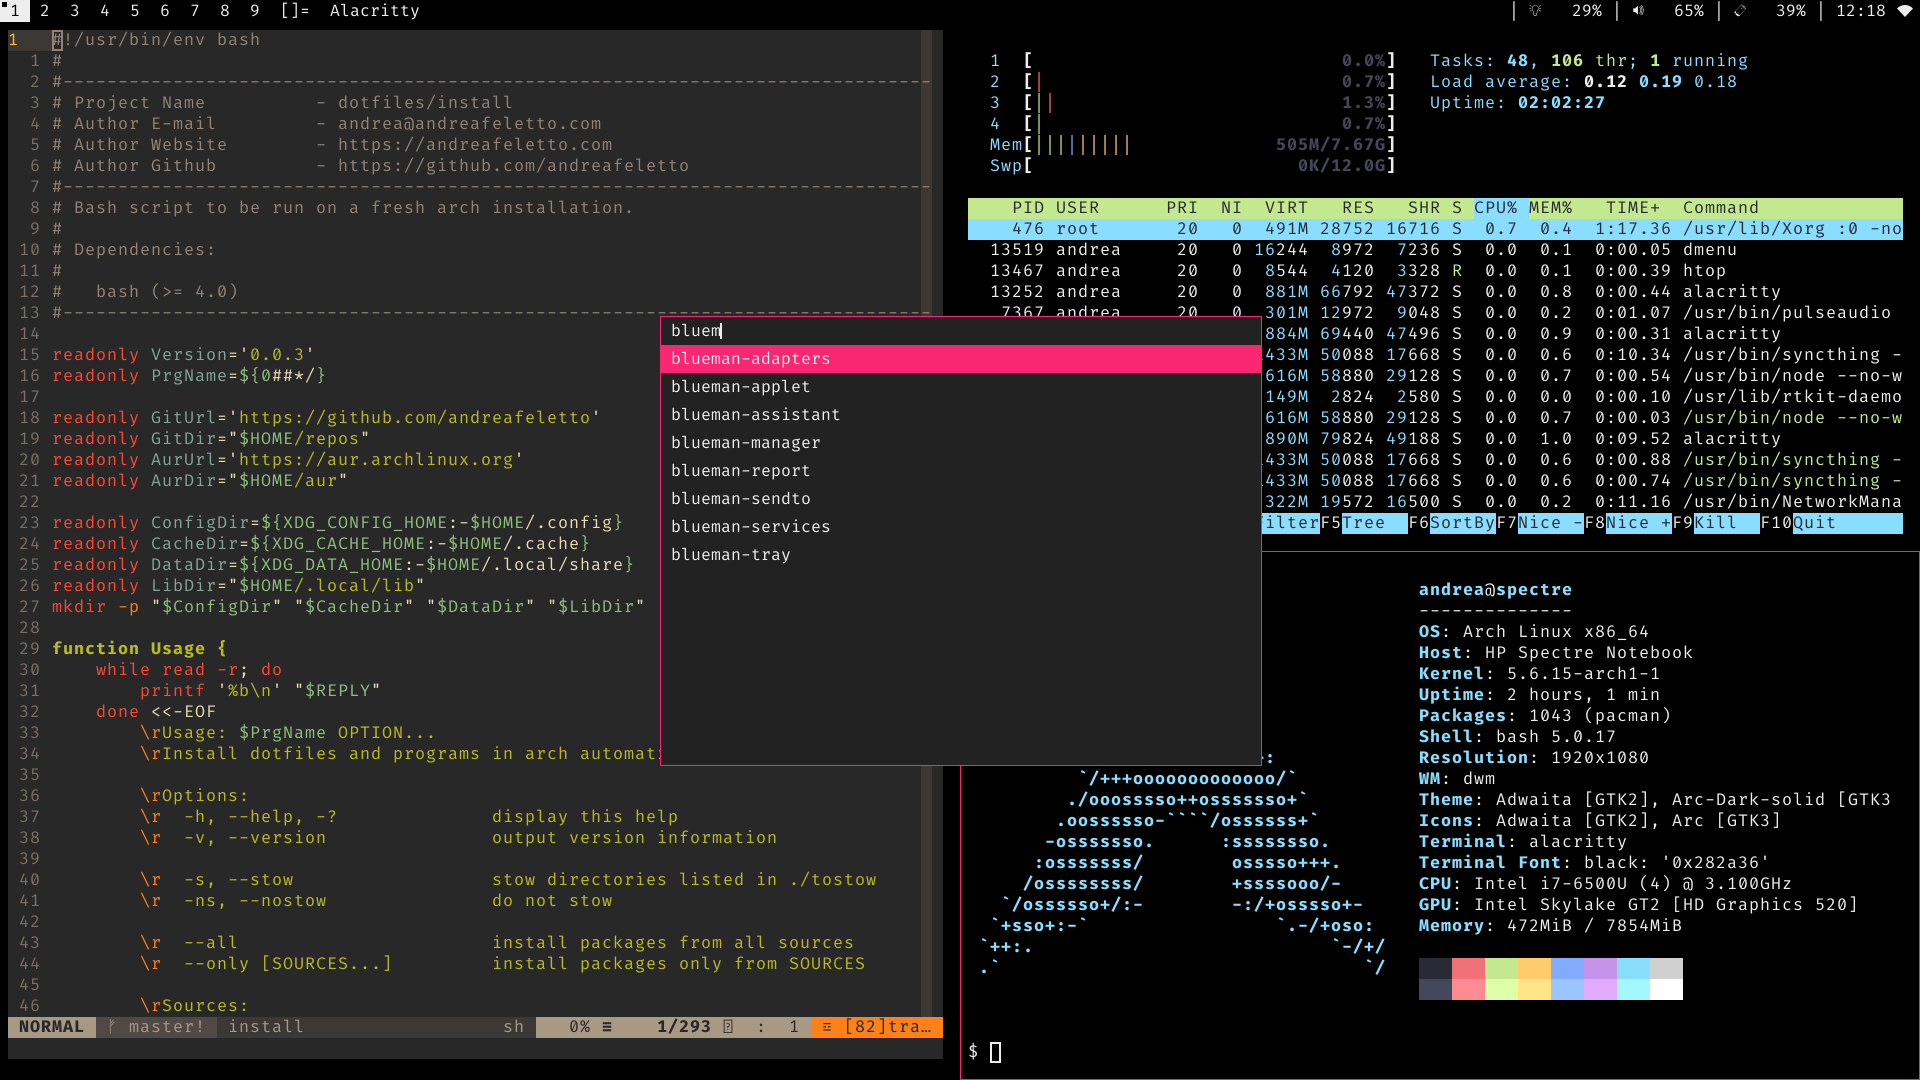 1 2 3 4 5 6 7 8 9 []= Alacritty | 29% | 65% | 39% | 12:18
1 #!/usr/bin/env bash
1 #
2 #-------------------------------------------------------------------------------
3 # Project Name - dotfiles/install
4 # Author E-mail - andrea@andreafeletto.com
5 # Author Website - https://andreafeletto.com
6 # Author Github - https://github.com/andreafeletto
7 #-------------------------------------------------------------------------------
8 # Bash script to be run on a fresh arch installation.
9 #
10 # Dependencies:
11 #
12 # bash (>= 4.0)
13 #-------------------------------------------------------------------------------
14
15 readonly Version='0.0.3'
16 readonly PrgName=${0##*/}
17
18 readonly GitUrl='https://github.com/andreafeletto'
19 readonly GitDir="$HOME/repos"
20 readonly AurUrl='https://aur.archlinux.org'
21 readonly AurDir="$HOME/aur"
22
23 readonly ConfigDir=${XDG_CONFIG_HOME:-$HOME/.config}
24 readonly CacheDir=${XDG_CACHE_HOME:-$HOME/.cache}
25 readonly DataDir=${XDG_DATA_HOME:-$HOME/.local/share}
26 readonly LibDir="$HOME/.local/lib"
27 mkdir -p "$ConfigDir" "$CacheDir" "$DataDir" "$LibDir"
28
29 function Usage {
30 while read -r; do
31 printf '%b\n' "$REPLY"
32 done <<-EOF
33 \rUsage: $PrgName OPTION...
34 \rInstall dotfiles and programs in arch automat
35
36 \rOptions:
37 \r -h, --help, -? display this help
38 \r -v, --version output version information
39
40 \r -s, --stow stow directories listed in ./tostow
41 \r -ns, --nostow do not stow
42
43 \r --all install packages from all sources
44 \r --only [SOURCES...] install packages only from SOURCES
45
46 \rSources:
NORMAL master! install sh 0% ≡ 1/293 : 1 [82]tra…
bluem
blueman-adapters
blueman-applet
blueman-assistant
blueman-manager
blueman-report
blueman-sendto
blueman-services
blueman-tray
1 [ 0.0%]
2 [| 0.7%]
3 [|| 1.3%]
4 [| 0.7%]
Mem[||||||||| 505M/7.67G]
Swp[ 0K/12.0G]
Tasks: 48, 106 thr; 1 running
Load average: 0.12 0.19 0.18
Uptime: 02:02:27
PID USER PRI NI VIRT RES SHR S CPU% MEM% TIME+ Command
476 root 20 0 491M 28752 16716 S 0.7 0.4 1:17.36 /usr/lib/Xorg :0 -no
13519 andrea 20 0 16244 8972 7236 S 0.0 0.1 0:00.05 dmenu
13467 andrea 20 0 8544 4120 3328 R 0.0 0.1 0:00.39 htop
13252 andrea 20 0 881M 66792 47372 S 0.0 0.8 0:00.44 alacritty
7367 andrea 20 0 301M 12972 9048 S 0.0 0.2 0:01.07 /usr/bin/pulseaudio
884M 69440 47496 S 0.0 0.9 0:00.31 alacritty
433M 50088 17668 S 0.0 0.6 0:10.34 /usr/bin/syncthing -
616M 58880 29128 S 0.0 0.7 0:00.54 /usr/bin/node --no-w
149M 2824 2580 S 0.0 0.0 0:00.10 /usr/lib/rtkit-daemo
616M 58880 29128 S 0.0 0.7 0:00.03 /usr/bin/node --no-w
890M 79824 49188 S 0.0 1.0 0:09.52 alacritty
433M 50088 17668 S 0.0 0.6 0:00.88 /usr/bin/syncthing -
433M 50088 17668 S 0.0 0.6 0:00.74 /usr/bin/syncthing -
322M 19572 16500 S 0.0 0.2 0:11.16 /usr/bin/NetworkMana
ilterF5Tree F6SortByF7Nice -F8Nice +F9Kill F10Quit
andrea@spectre
--------------
OS: Arch Linux x86_64
Host: HP Spectre Notebook
Kernel: 5.6.15-arch1-1
Uptime: 2 hours, 1 min
Packages: 1043 (pacman)
Shell: bash 5.0.17
Resolution: 1920x1080
WM: dwm
Theme: Adwaita [GTK2], Arc-Dark-solid [GTK3
Icons: Adwaita [GTK2], Arc [GTK3]
Terminal: alacritty
Terminal Font: black: '0x282a36'
CPU: Intel i7-6500U (4) @ 3.100GHz
GPU: Intel Skylake GT2 [HD Graphics 520]
Memory: 472MiB / 7854MiB
`/+++ooooooooooooo/`
./ooosssso++osssssso+`
.oossssso-````/ossssss+`
-osssssso. :ssssssso.
:osssssss/ osssso+++.
/ossssssss/ +ssssooo/-
`/ossssso+/:- -:/+osssso+-
`+sso+:-` `.-/+oso:
`++:. `-/+/
.` `/
$